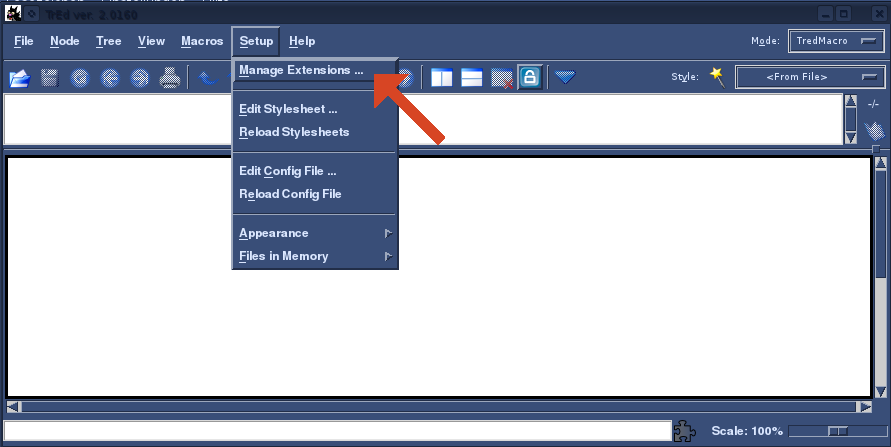 TrEd ver. 2.0160
File Node Tree View Macros Setup Help Mode: TredMacro
Manage Extensions ...
Style: <From File>
-/-
Edit Stylesheet ...
Reload Stylesheets
Edit Config File ...
Reload Config File
Appearance
Files in Memory
Scale: 100%